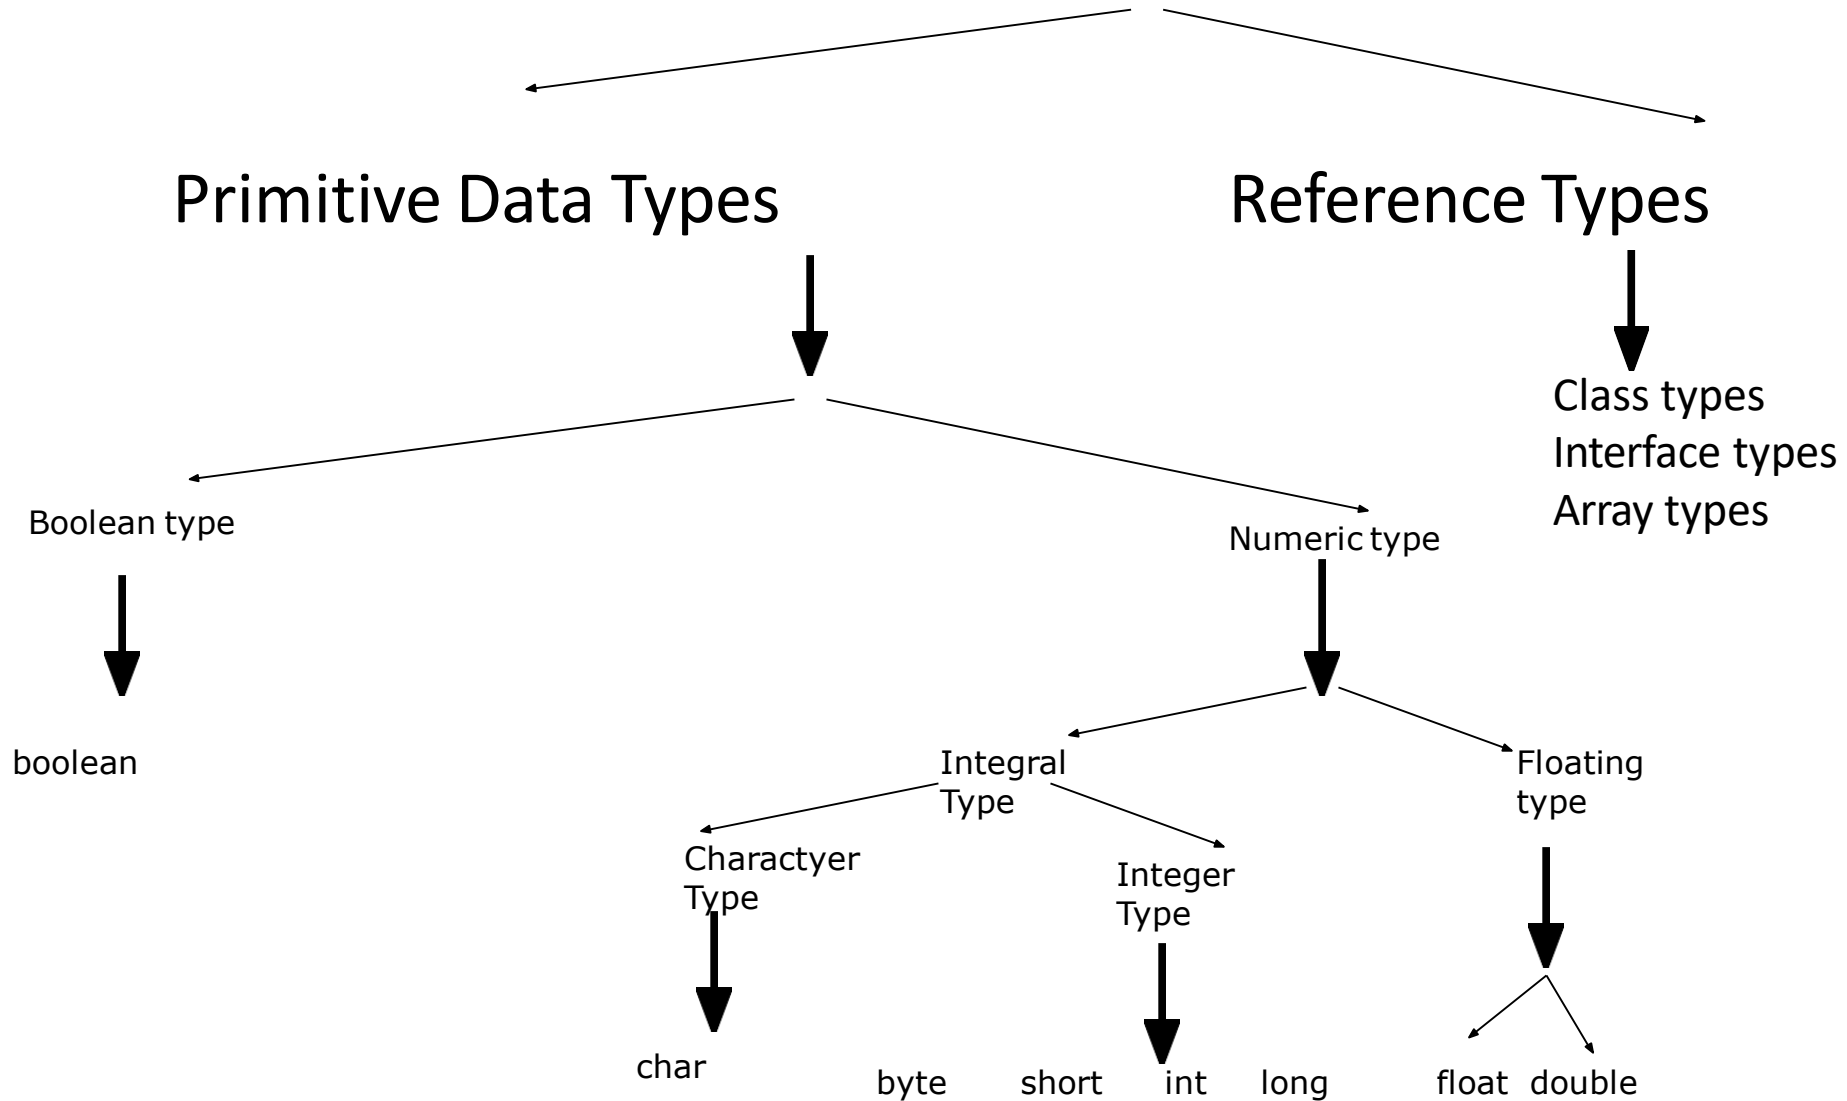 Primitive Data Types
Reference Types
Class types
Interface types
Array types
Boolean type
Numeric type
boolean
Integral
Type
Floating
type
Charactyer
Type
Integer
Type
char
byte short int long
float double